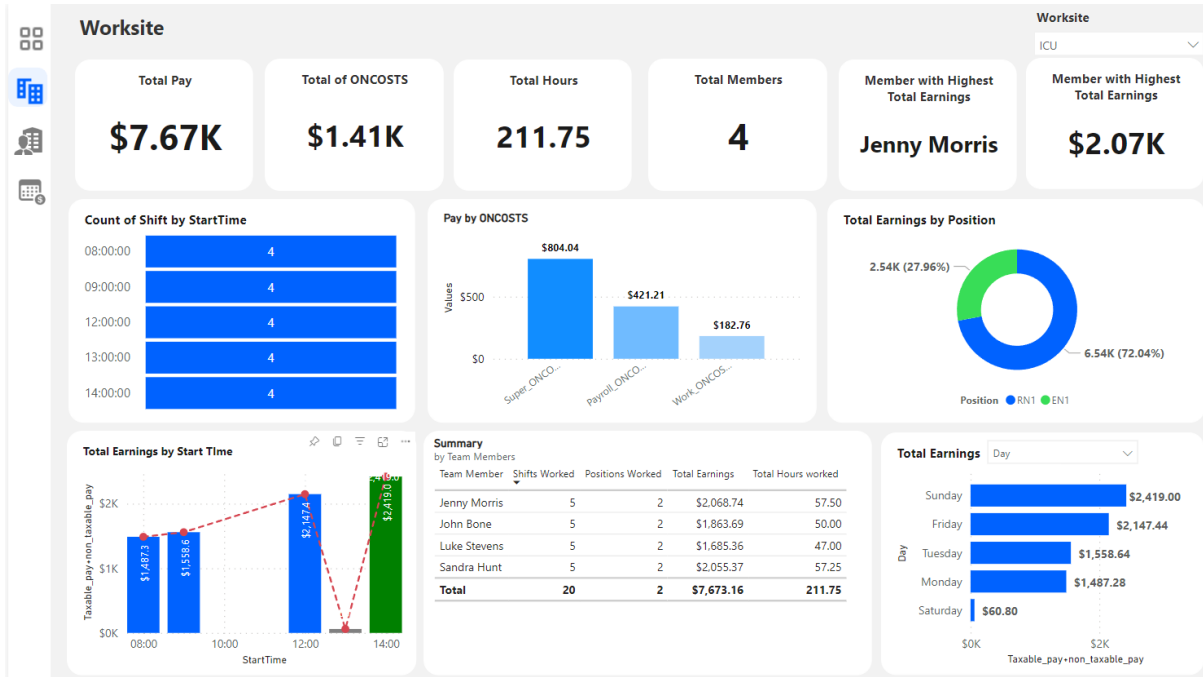 Worksite
Worksite
ICU
Total Pay
$7.67K
Total of ONCOSTS
$1.41K
Total Hours
211.75
Total Members
4
Member with Highest
Total Earnings
Jenny Morris
Member with Highest
Total Earnings
$2.07K
Count of Shift by StartTime
08:00:00 4
09:00:00 4
12:00:00 4
13:00:00 4
14:00:00 4
Pay by ONCOSTS
Values
$500
$0
$804.04
$421.21
$182.76
Super_ONCO...
Payroll_ONCO...
Work_ONCOS...
Total Earnings by Position
2.54K (27.96%)
6.54K (72.04%)
Position RN1 EN1
Total Earnings by Start TIme
Taxable_pay+non_taxable_pay
$2K
$1K
$0K
$1,487.3
$1,558.6
$2,147.4
$2,419.0
08:00 10:00 12:00 14:00
StartTime
Summary
by Team Members
Team Member Shifts Worked Positions Worked Total Earnings Total Hours worked
Jenny Morris 5 2 $2,068.74 57.50
John Bone 5 2 $1,863.69 50.00
Luke Stevens 5 2 $1,685.36 47.00
Sandra Hunt 5 2 $2,055.37 57.25
Total 20 2 $7,673.16 211.75
Total Earnings Day
Day
Sunday $2,419.00
Friday $2,147.44
Tuesday $1,558.64
Monday $1,487.28
Saturday $60.80
$0K $2K
Taxable_pay+non_taxable_pay